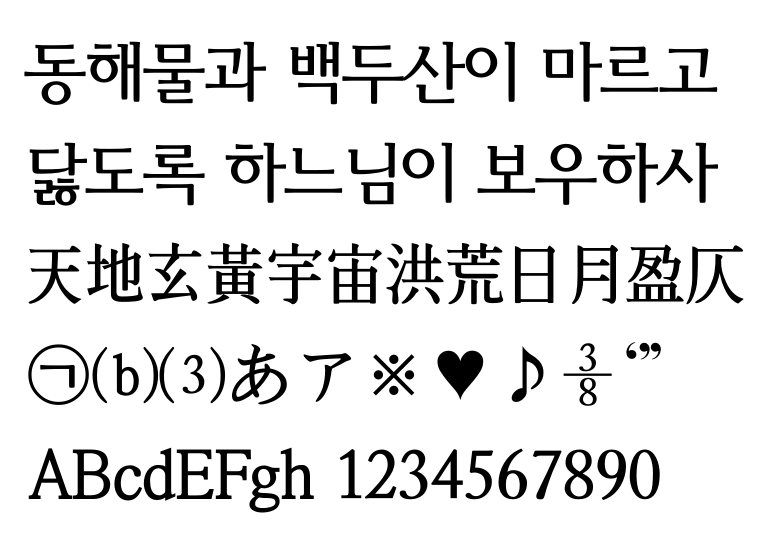 동해물과 백두산이 마르고
닳도록 하느님이 보우하사
天地玄黃宇宙洪荒日月盈仄
㉠⒝⑶あア※♥♪⅜‘”
ABcdEFgh 1234567890